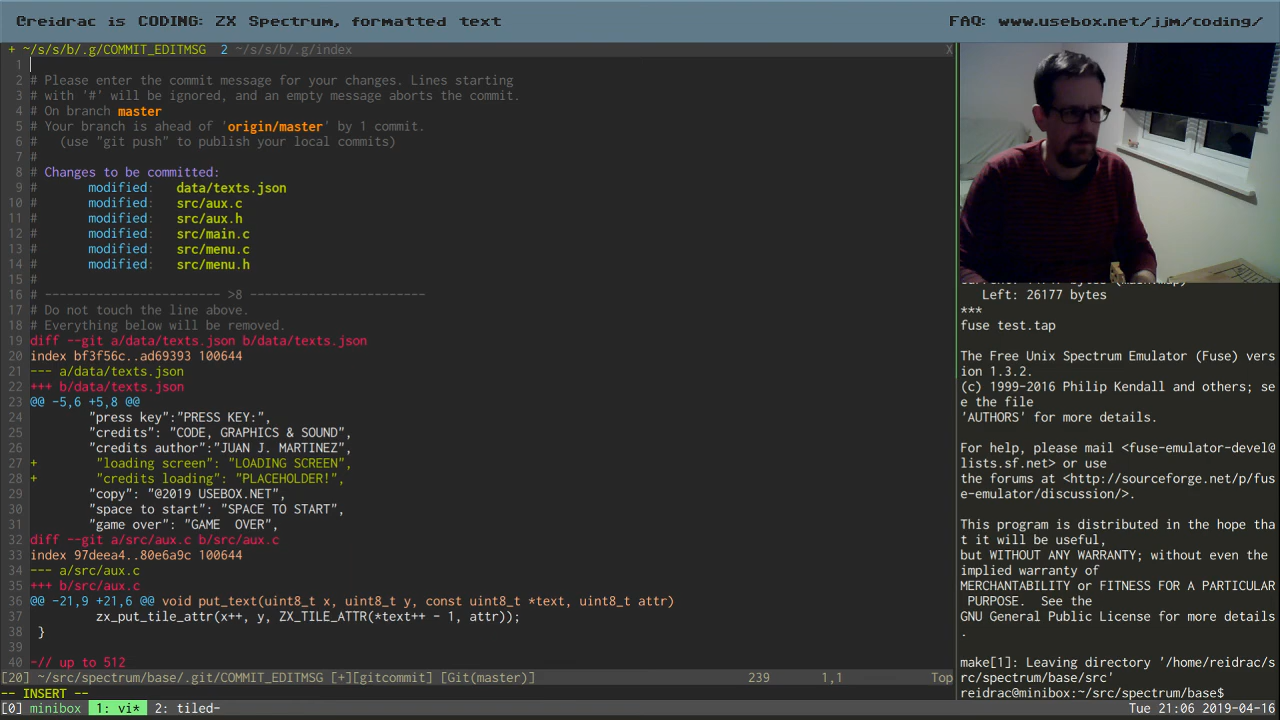 @reidrac is CODING: ZX Spectrum, formatted text
FAQ: www.usebox.net/jjm/coding/
+ ~/s/s/b/.g/COMMIT_EDITMSG  2 ~/s/s/b/.g/index X
1
2 # Please enter the commit message for your changes. Lines starting
3 # with '#' will be ignored, and an empty message aborts the commit.
4 # On branch master
5 # Your branch is ahead of 'origin/master' by 1 commit.
6 #   (use "git push" to publish your local commits)
7 #
8 # Changes to be committed:
9 #       modified:   data/texts.json
10 #       modified:   src/aux.c
11 #       modified:   src/aux.h
12 #       modified:   src/main.c
13 #       modified:   src/menu.c
14 #       modified:   src/menu.h
15 #
16 # ------------------------ >8 ------------------------
17 # Do not touch the line above.
18 # Everything below will be removed.
19 diff --git a/data/texts.json b/data/texts.json
20 index bf3f56c..ad69393 100644
21 --- a/data/texts.json
22 +++ b/data/texts.json
23 @@ -5,6 +5,8 @@
24         "press key":"PRESS KEY:",
25         "credits": "CODE, GRAPHICS & SOUND",
26         "credits author":"JUAN J. MARTINEZ",
27 +        "loading screen": "LOADING SCREEN",
28 +        "credits loading": "PLACEHOLDER!",
29         "copy": "@2019 USEBOX.NET",
30         "space to start": "SPACE TO START",
31         "game over": "GAME  OVER",
32 diff --git a/src/aux.c b/src/aux.c
33 index 97deea4..80e6a9c 100644
34 --- a/src/aux.c
35 +++ b/src/aux.c
36 @@ -21,9 +21,6 @@ void put_text(uint8_t x, uint8_t y, const uint8_t *text, uint8_t attr)
37         zx_put_tile_attr(x++, y, ZX_TILE_ATTR(*text++ - 1, attr));
38  }
39
40 -// up to 512
[20] ~/src/spectrum/base/.git/COMMIT_EDITMSG [+][gitcommit] [Git(master)] 239 1,1 Top
-- INSERT --
[0] minibox 1: vi* 2: tiled-
Left: 26177 bytes
***
fuse test.tap
The Free Unix Spectrum Emulator (Fuse) vers
ion 1.3.2.
(c) 1999-2016 Philip Kendall and others; se
e the file
'AUTHORS' for more details.
For help, please mail <fuse-emulator-devel@
lists.sf.net> or use
the forums at <http://sourceforge.net/p/fus
e-emulator/discussion/>.
This program is distributed in the hope tha
t it will be useful,
but WITHOUT ANY WARRANTY; without even the
implied warranty of
MERCHANTABILITY or FITNESS FOR A PARTICULAR
PURPOSE.  See the
GNU General Public License for more details
.
make[1]: Leaving directory '/home/reidrac/s
rc/spectrum/base/src'
reidrac@minibox:~/src/spectrum/base$
Tue 21:06 2019-04-16